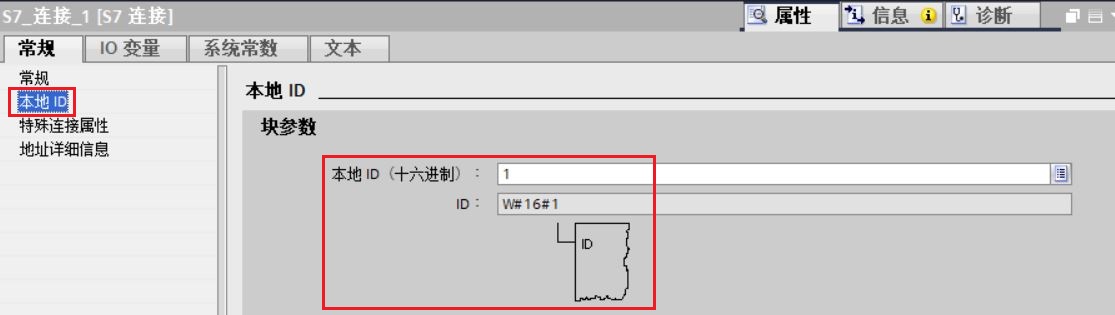 S7_连接_1 [S7 连接]
属性
信息
诊断
常规
IO 变量
系统常数
文本
常规
本地 ID
特殊连接属性
地址详细信息
本地 ID
块参数
本地 ID（十六进制）： 1
ID： W#16#1
ID